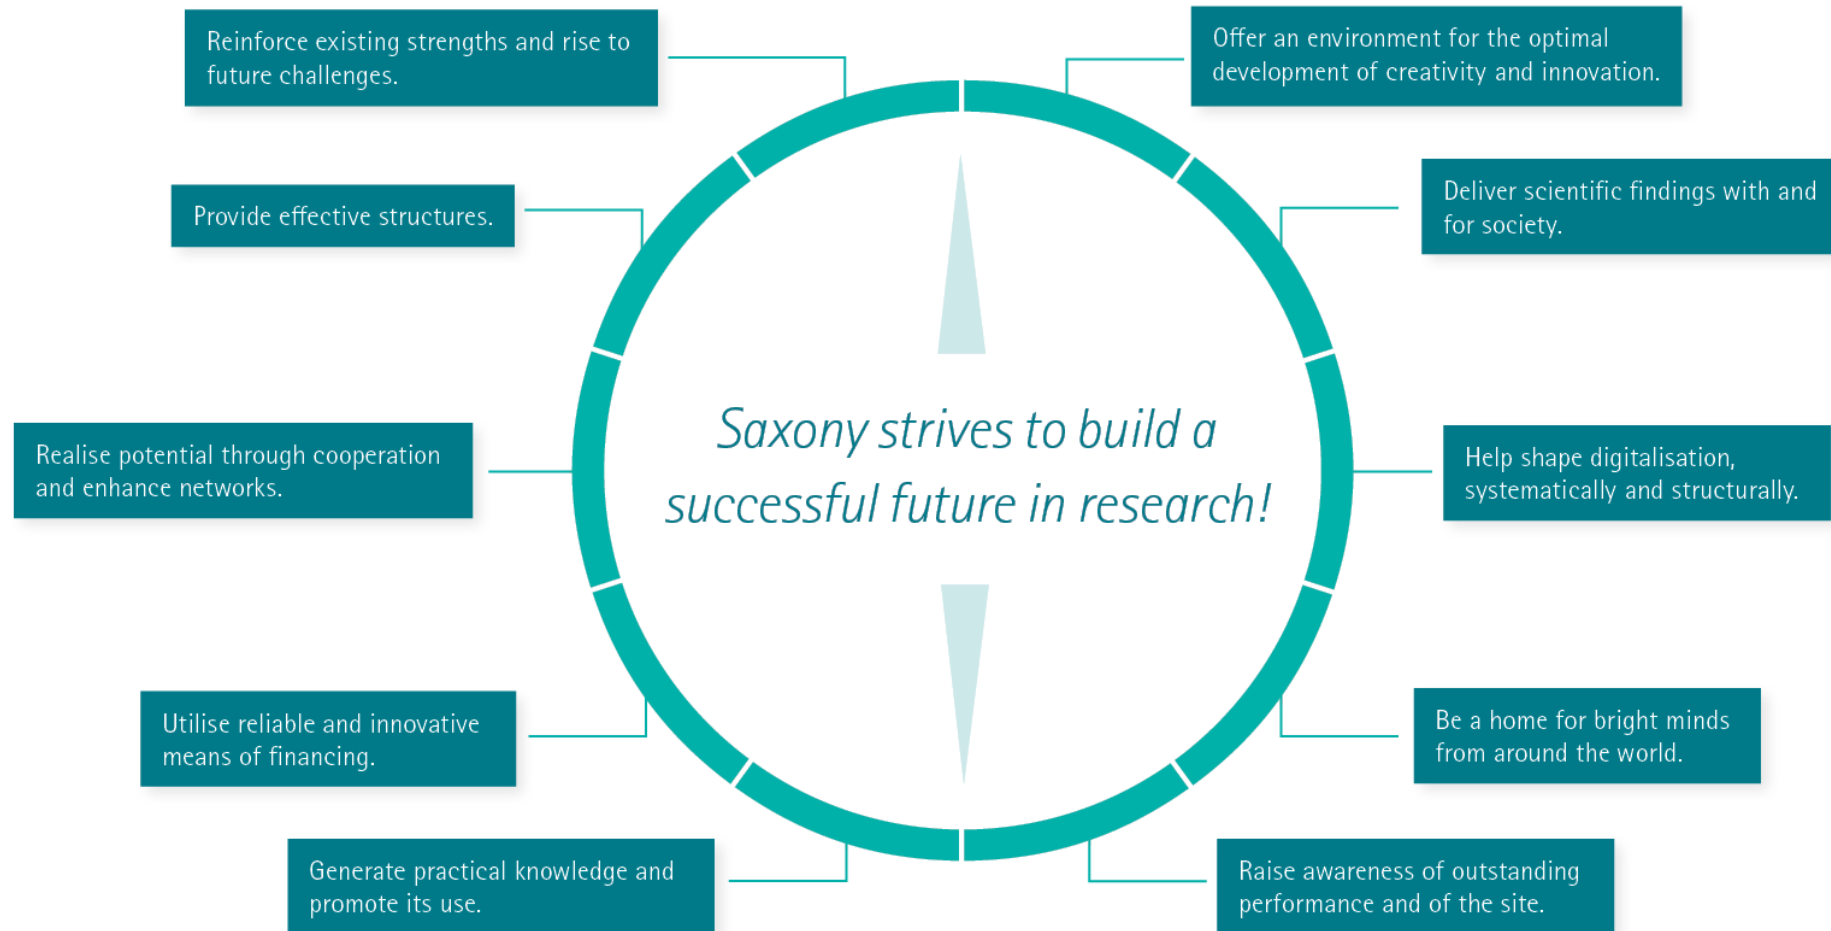 Reinforce existing strengths and rise to
future challenges.
Offer an environment for the optimal
development of creativity and innovation.
Provide effective structures.
Deliver scientific findings with and
for society.
Saxony strives to build a
successful future in research!
Realise potential through cooperation
and enhance networks.
Help shape digitalisation,
systematically and structurally.
Utilise reliable and innovative
means of financing.
Be a home for bright minds
from around the world.
Generate practical knowledge and
promote its use.
Raise awareness of outstanding
performance and of the site.